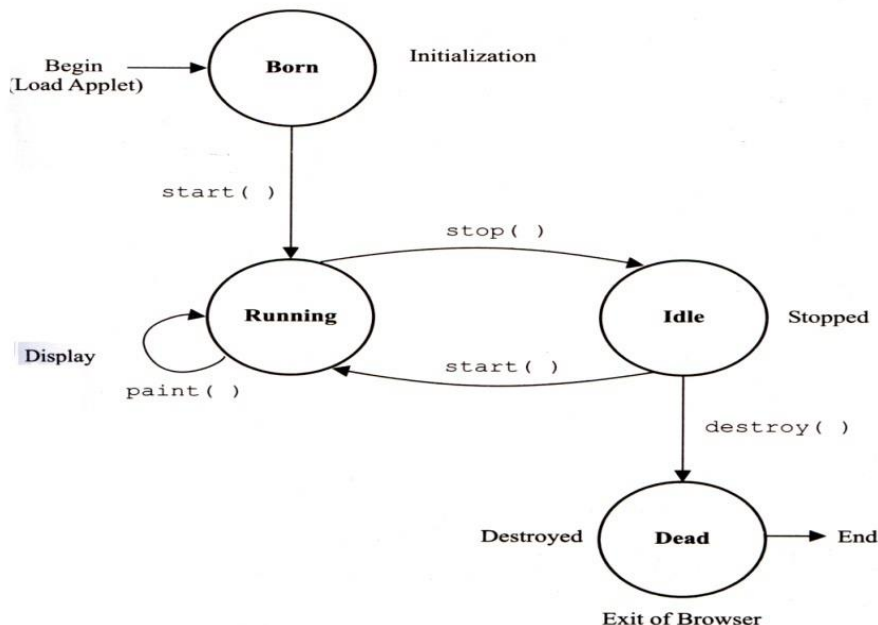 Begin
(Load Applet)
Born
Initialization
start( )
stop( )
Running
Idle
Stopped
Display
paint( )
start( )
destroy( )
Destroyed
Dead
End
Exit of Browser